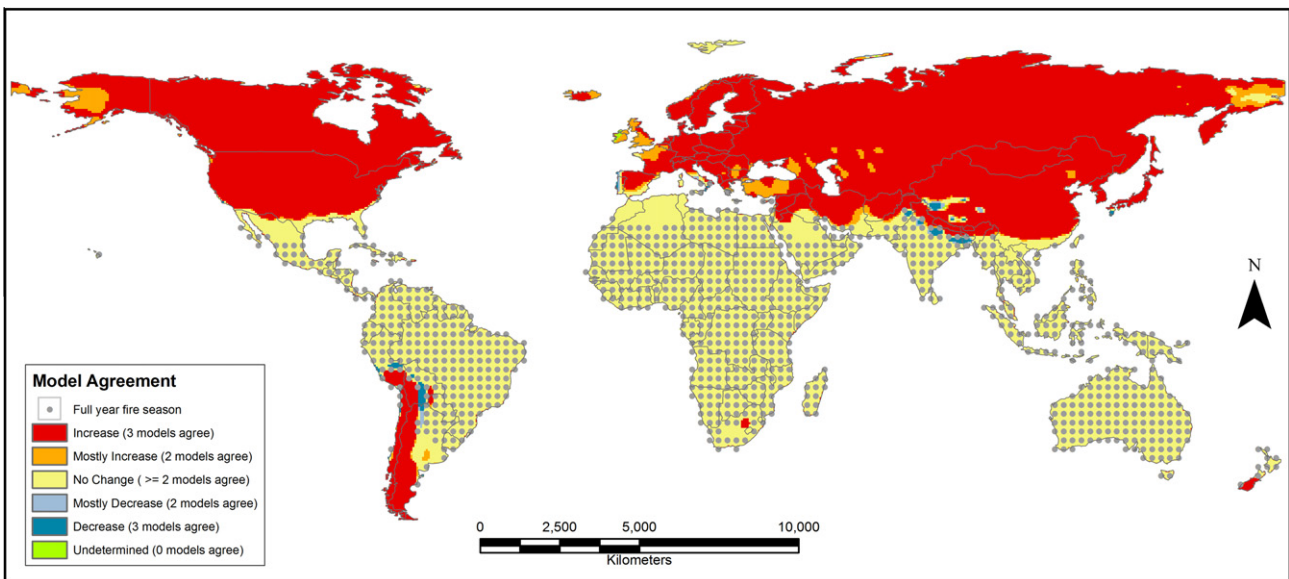 N
Model Agreement
Full year fire season
Increase (3 models agree)
Mostly Increase (2 models agree)
No Change ( >= 2 models agree)
Mostly Decrease (2 models agree)
Decrease (3 models agree)
Undetermined (0 models agree)
0 2,500 5,000 10,000
Kilometers